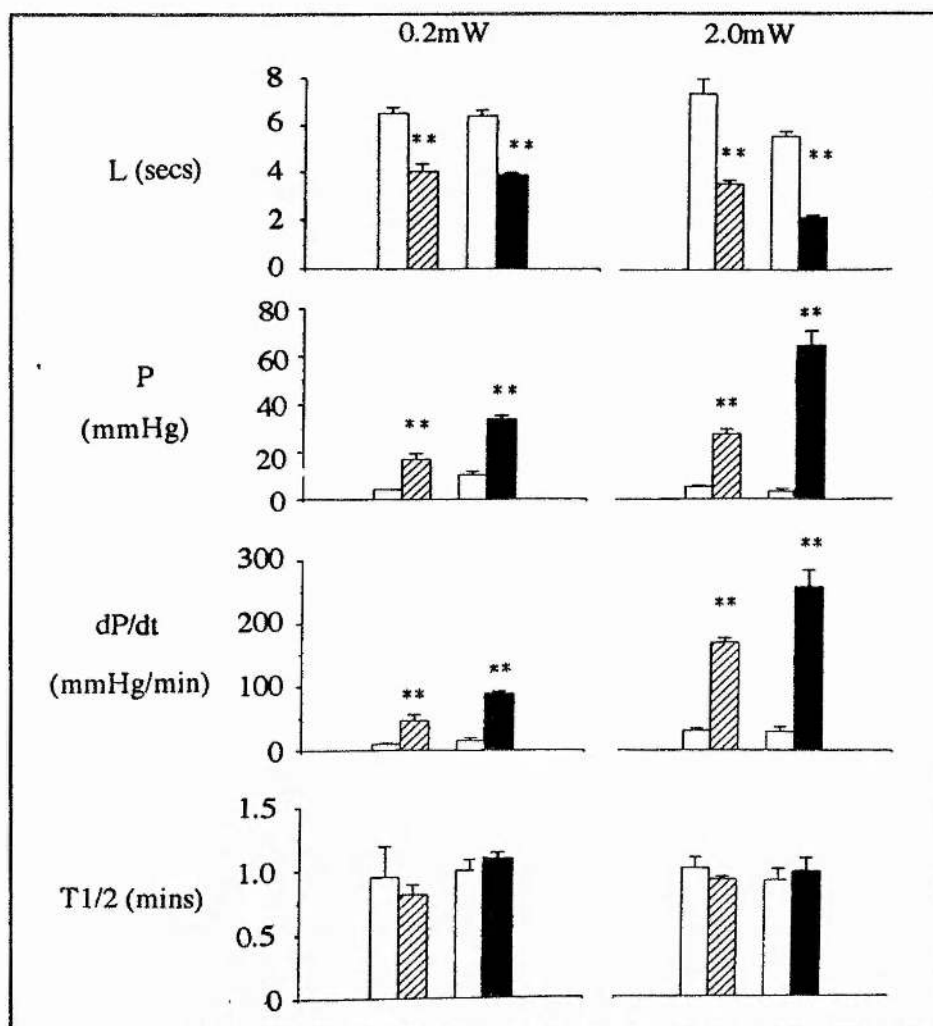 0.2mW 2.0mW
8
6
4
2
0
L (secs)
** ** ** **
80
60
40
20
0
P
(mmHg)
** ** ** **
300
200
100
0
dP/dt
(mmHg/min)
** ** ** **
1.5
1.0
0.5
0
T1/2 (mins)